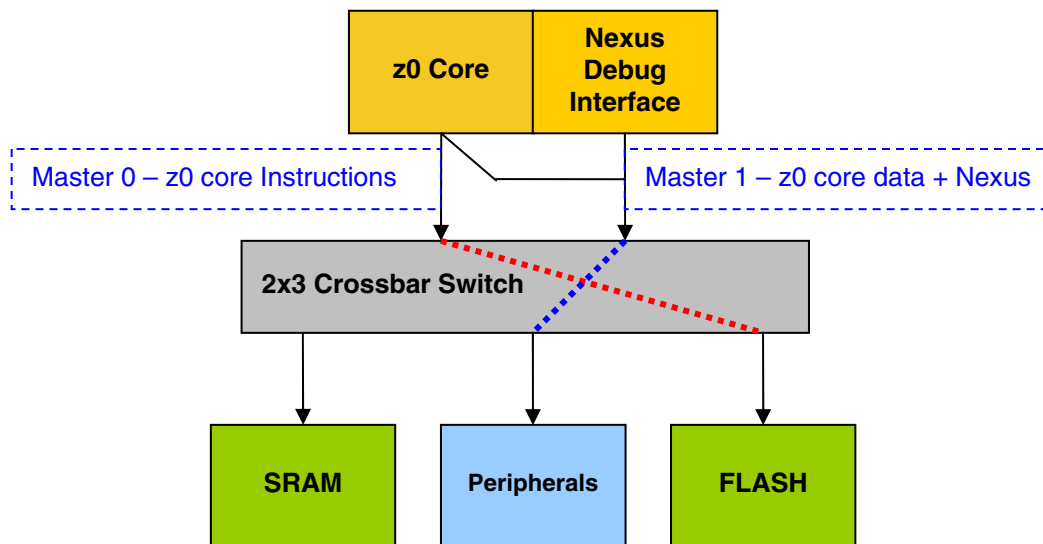 z0 Core
Nexus
Debug
Interface
Master 0 – z0 core Instructions
Master 1 – z0 core data + Nexus
2x3 Crossbar Switch
SRAM
Peripherals
FLASH